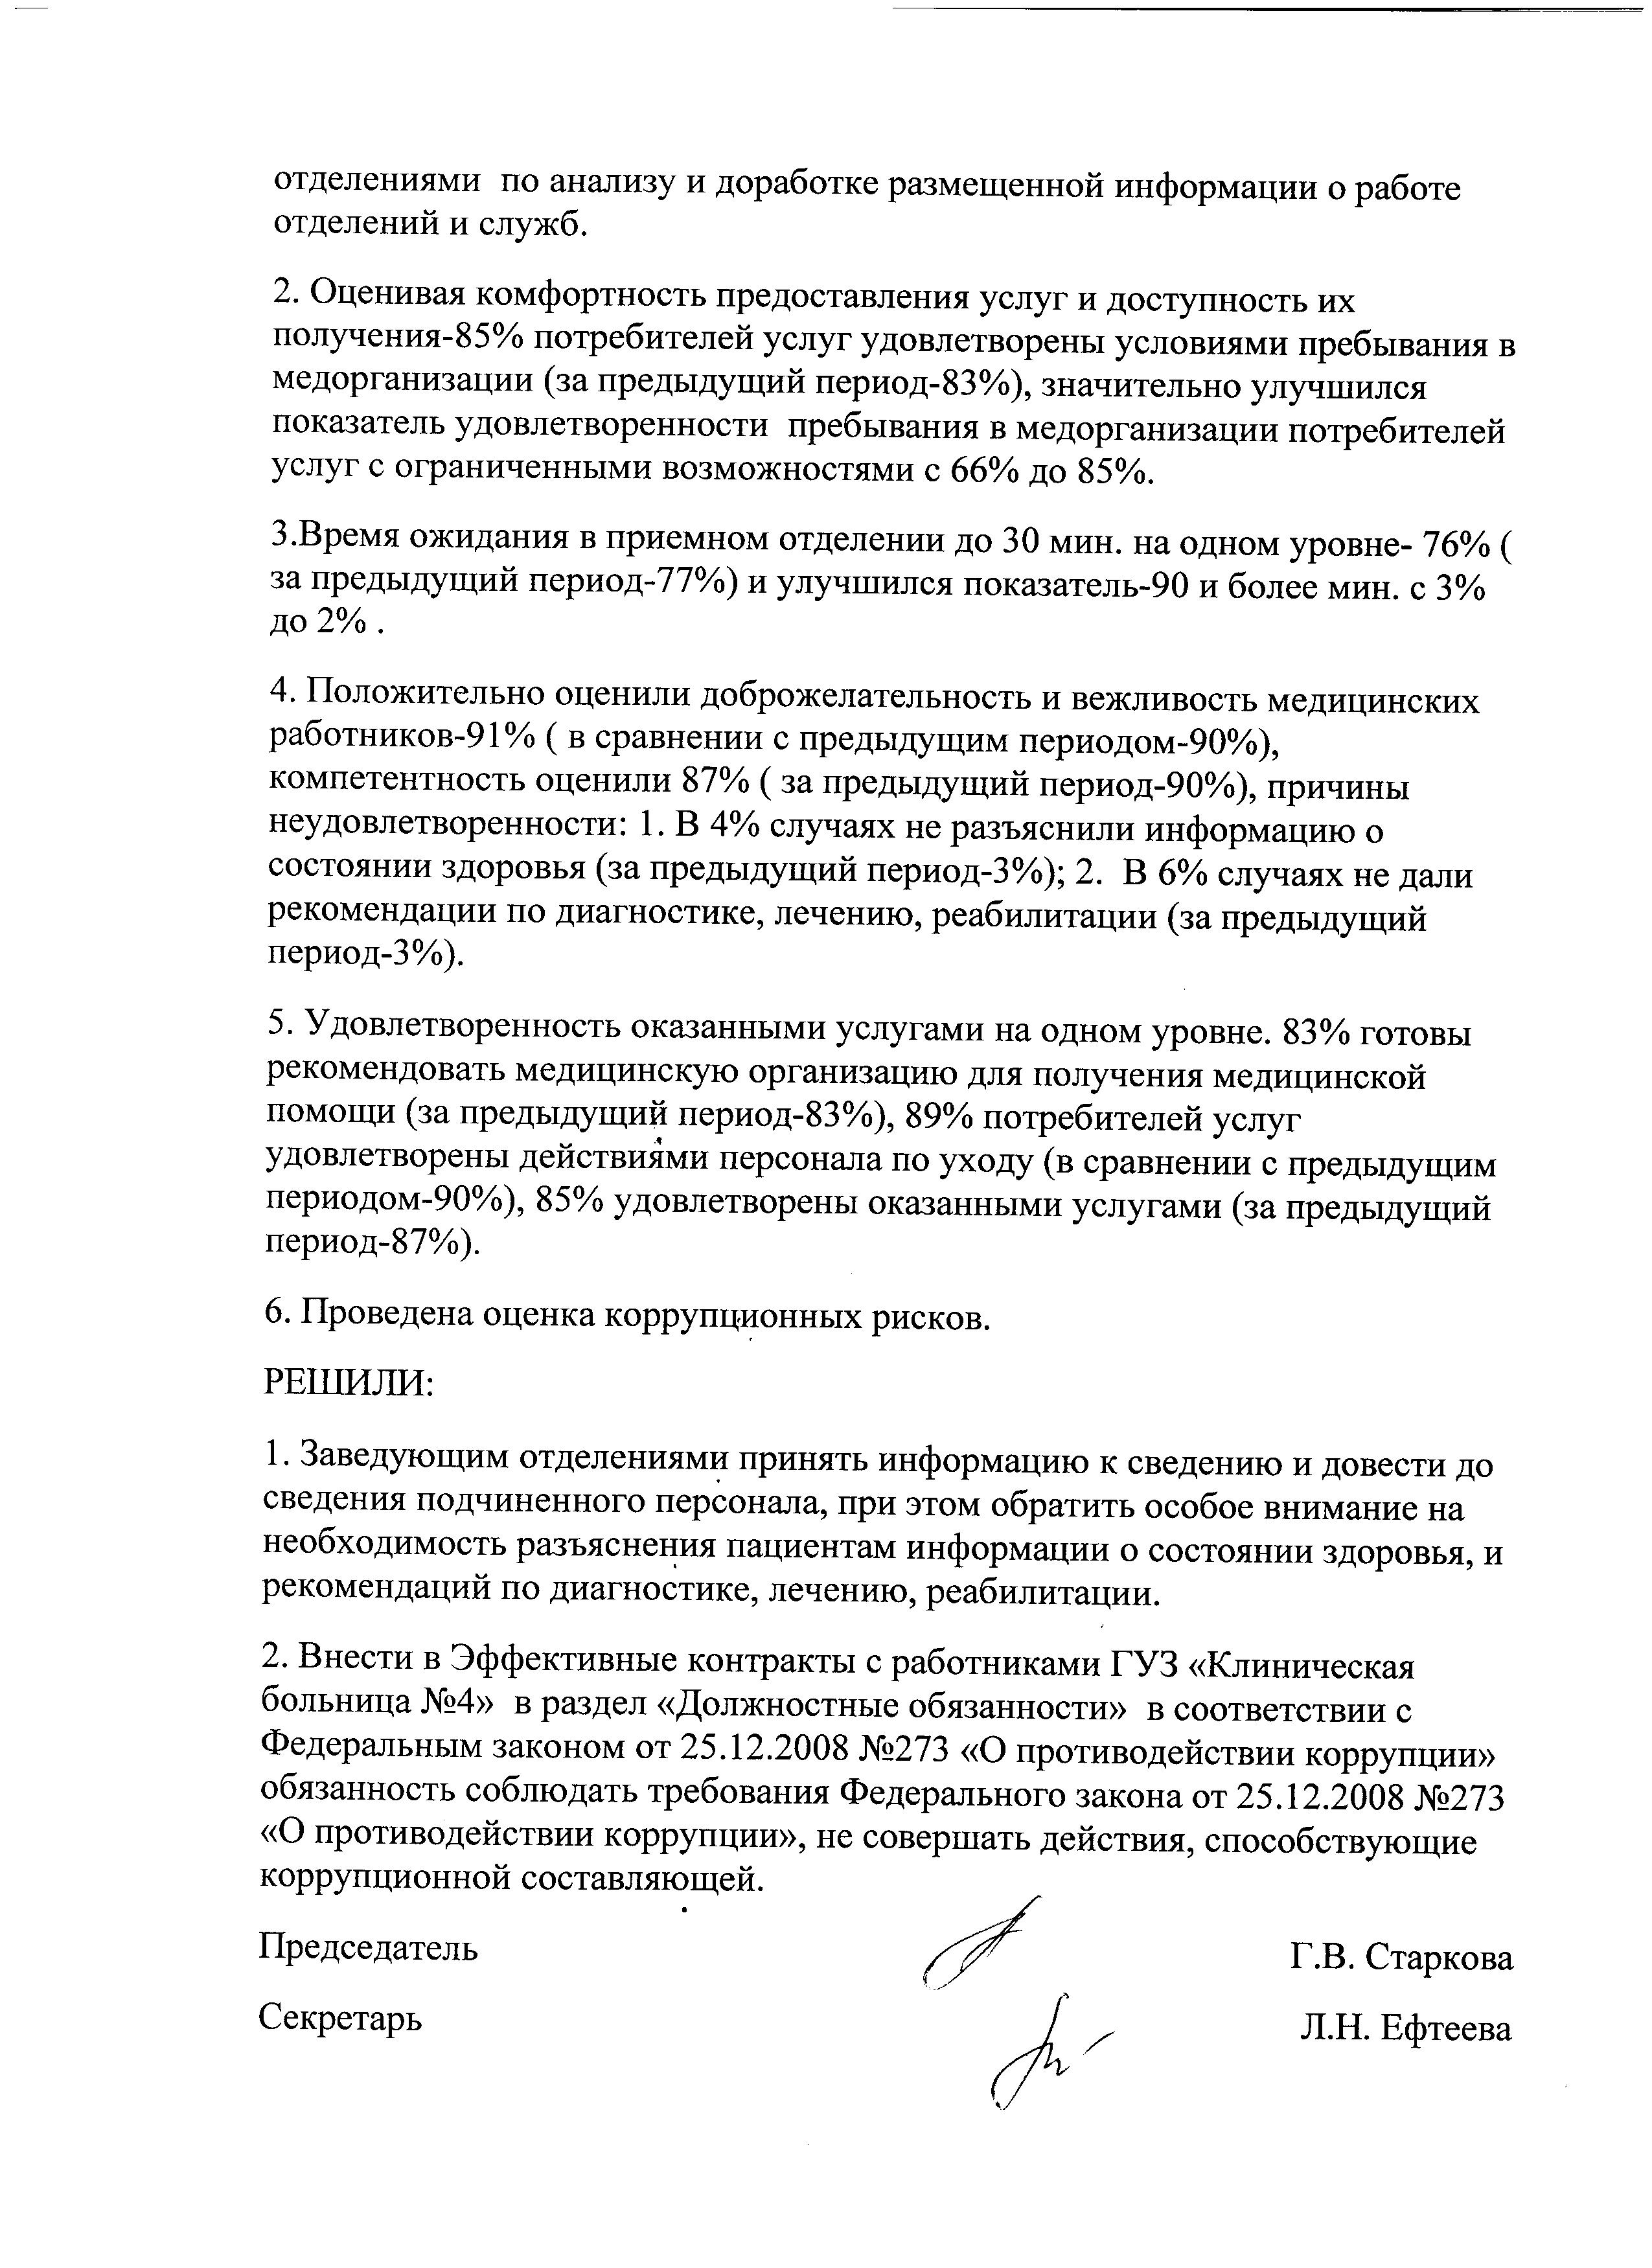 отделениями  по анализу и доработке размещенной информации о работе
отделений и служб.
2. Оценивая комфортность предоставления услуг и доступность их
получения-85% потребителей услуг удовлетворены условиями пребывания в
медорганизации (за предыдущий период-83%), значительно улучшился
показатель удовлетворенности  пребывания в медорганизации потребителей
услуг с ограниченными возможностями с 66% до 85%.
3.Время ожидания в приемном отделении до 30 мин. на одном уровне- 76% (
за предыдущий период-77%) и улучшился показатель-90 и более мин. с 3%
до 2% .
4. Положительно оценили доброжелательность и вежливость медицинских
работников-91% ( в сравнении с предыдущим периодом-90%),
компетентность оценили 87% ( за предыдущий период-90%), причины
неудовлетворенности: 1. В 4% случаях не разъяснили информацию о
состоянии здоровья (за предыдущий период-3%); 2.  В 6% случаях не дали
рекомендации по диагностике, лечению, реабилитации (за предыдущий
период-3%).
5. Удовлетворенность оказанными услугами на одном уровне. 83% готовы
рекомендовать медицинскую организацию для получения медицинской
помощи (за предыдущий период-83%), 89% потребителей услуг
удовлетворены действиями персонала по уходу (в сравнении с предыдущим
периодом-90%), 85% удовлетворены оказанными услугами (за предыдущий
период-87%).
6. Проведена оценка коррупционных рисков.
РЕШИЛИ:
1. Заведующим отделениями принять информацию к сведению и довести до
сведения подчиненного персонала, при этом обратить особое внимание на
необходимость разъяснения пациентам информации о состоянии здоровья, и
рекомендаций по диагностике, лечению, реабилитации.
2. Внести в Эффективные контракты с работниками ГУЗ «Клиническая
больница №4»  в раздел «Должностные обязанности»  в соответствии с
Федеральным законом от 25.12.2008 №273 «О противодействии коррупции»
обязанность соблюдать требования Федерального закона от 25.12.2008 №273
«О противодействии коррупции», не совершать действия, способствующие
коррупционной составляющей.
Председатель Г.В. Старкова
Секретарь Л.Н. Ефтеева